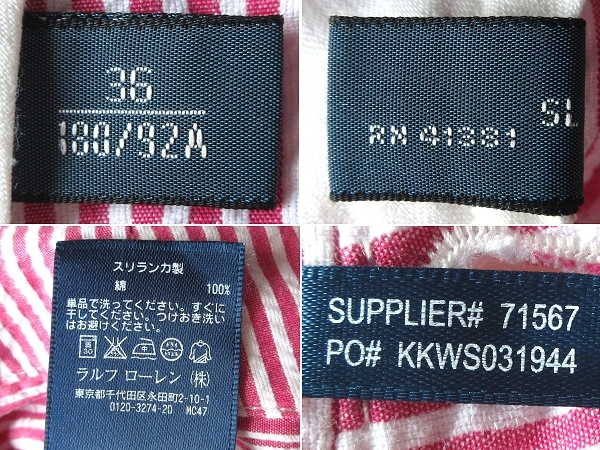 36
180/92A
SL
RN 41381
スリランカ製
綿 100%
単品で洗ってください。すぐに
干してください。つけおき洗い
はお避けください。
ラルフ ローレン (株)
東京都千代田区永田町2-10-1
0120-3274-20 MC47
SUPPLIER# 71567
PO# KKWS031944